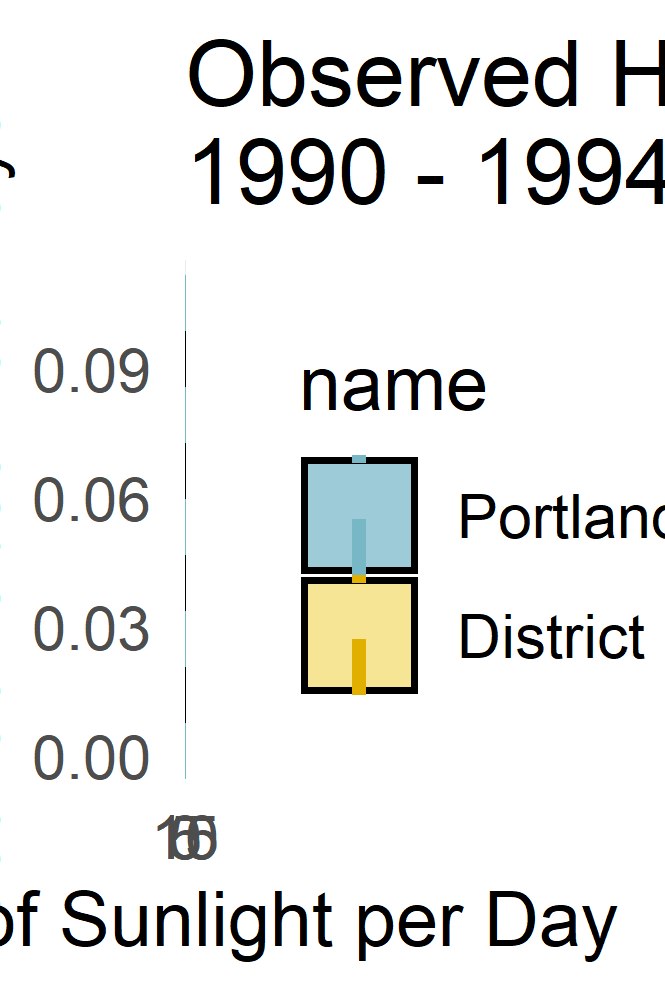 Observed H
1990 - 1994
0.09
name
0.06
Portland
0.03
District
0.00
of Sunlight per Day